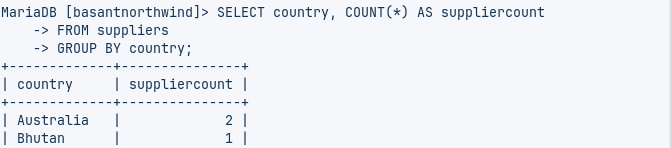 MariaDB [basantnorthwind]> SELECT country, COUNT(*) AS suppliercount
    -> FROM suppliers
    -> GROUP BY country;
+-------------+---------------+
| country     | suppliercount |
+-------------+---------------+
| Australia   |             2 |
| Bhutan      |             1 |